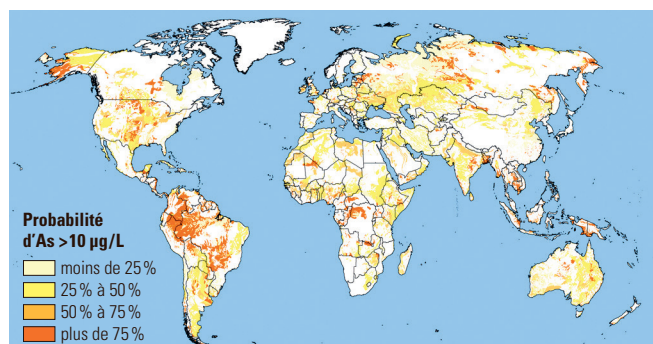 Probabilité
d'As >10 µg/L
moins de 25 %
25 % à 50 %
50 % à 75 %
plus de 75 %